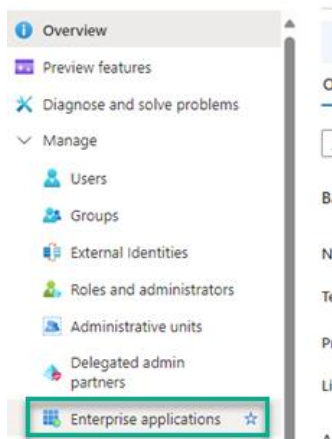 Overview
Preview features
Diagnose and solve problems
Manage
Users
Groups
External Identities
Roles and administrators
Administrative units
Delegated admin
partners
Enterprise applications